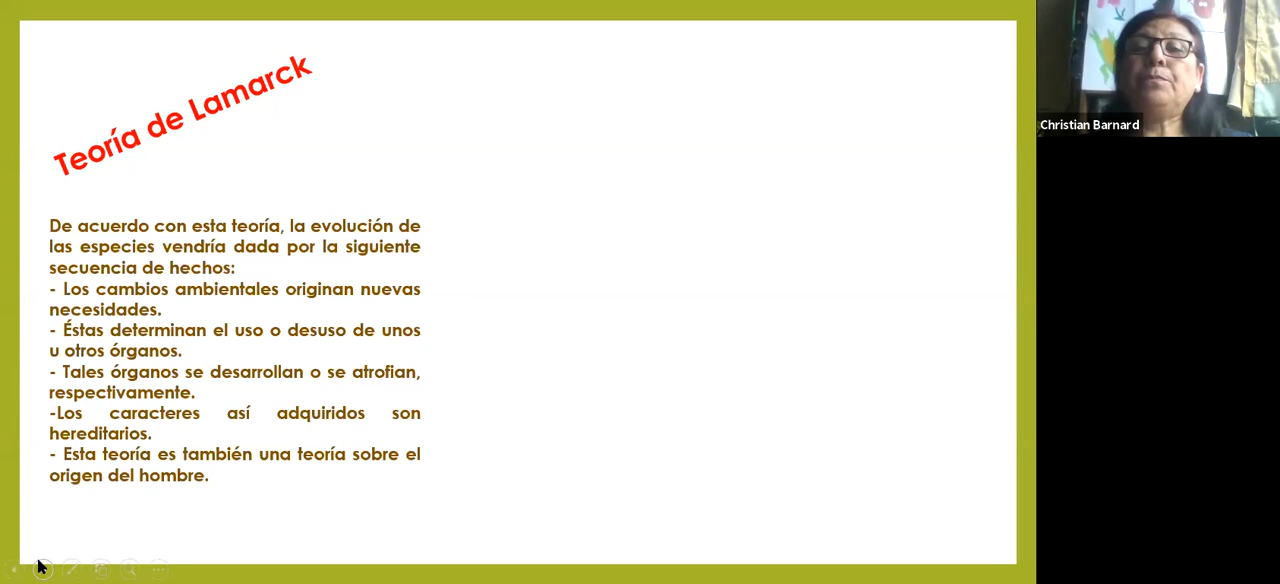 Teoría de Lamarck
De acuerdo con esta teoría, la evolución de
las especies vendría dada por la siguiente
secuencia de hechos:
- Los cambios ambientales originan nuevas
necesidades.
- Éstas determinan el uso o desuso de unos
u otros órganos.
- Tales órganos se desarrollan o se atrofian,
respectivamente.
-Los caracteres así adquiridos son
hereditarios.
- Esta teoría es también una teoría sobre el
origen del hombre.
Christian Barnard